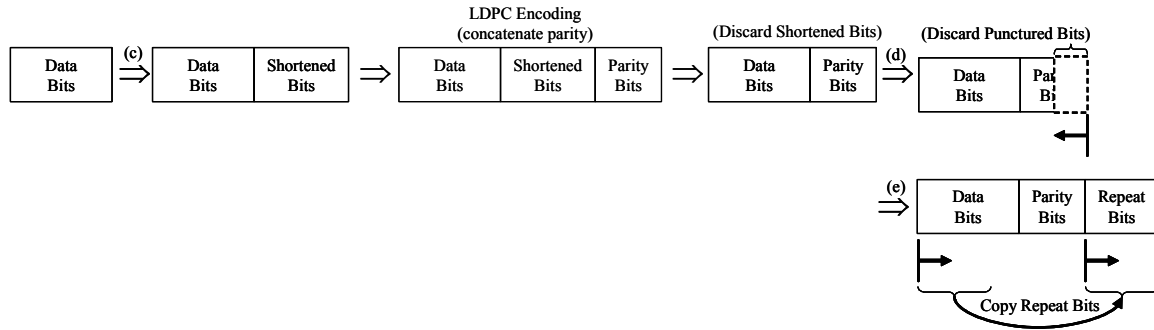 LDPC Encoding
(concatenate parity)
(Discard Shortened Bits)
(Discard Punctured Bits)
Data
Bits
(c)
Data
Bits
Shortened
Bits
Data
Bits
Shortened
Bits
Parity
Bits
Data
Bits
Parity
Bits
(d)
Data
Bits
(e)
Data
Bits
Parity
Bits
Repeat
Bits
Copy Repeat Bits